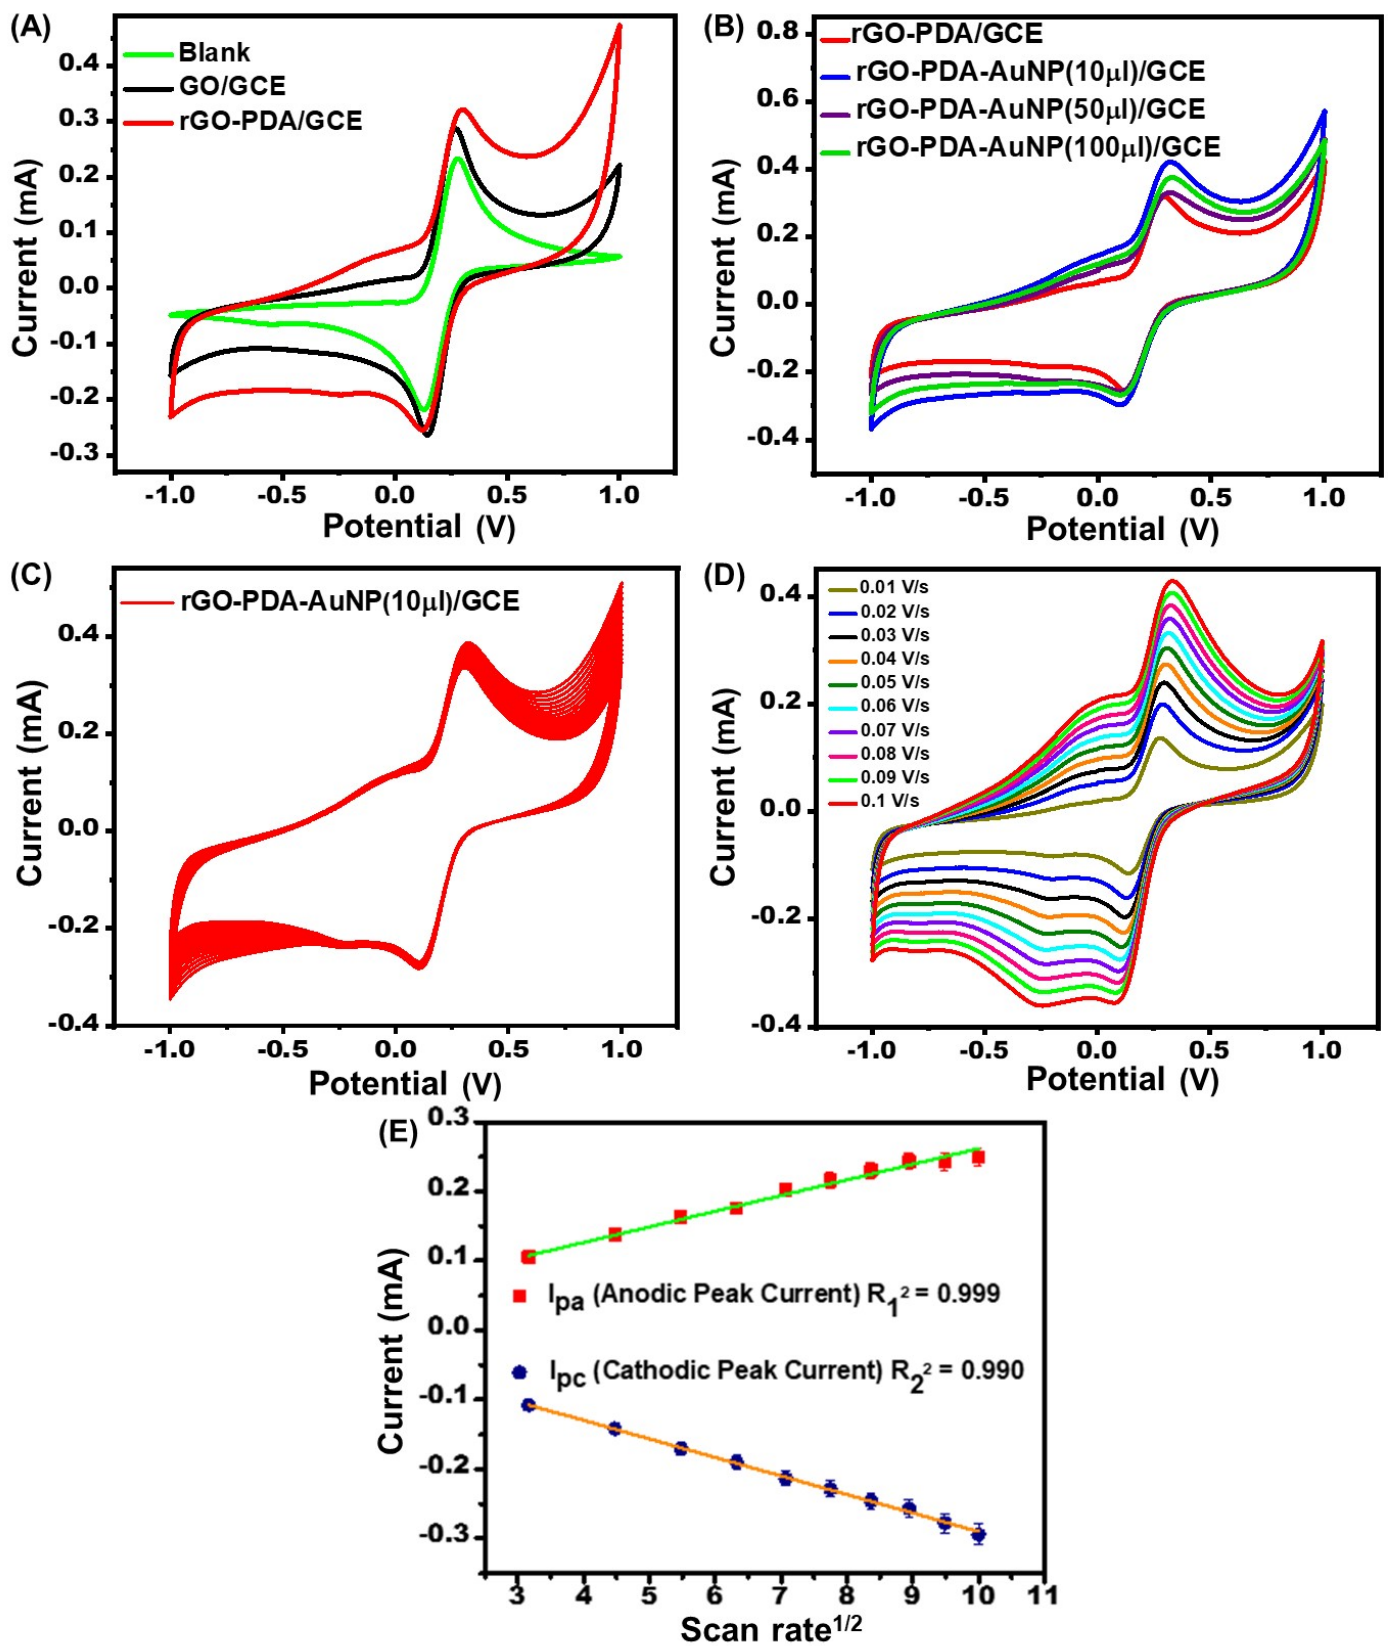 (A)
Blank
GO/GCE
rGO-PDA/GCE
0.4
0.3
0.2
0.1
0.0
-0.1
-0.2
-0.3
Current (mA)
-1.0 -0.5 0.0 0.5 1.0
Potential (V)
(B)
rGO-PDA/GCE
rGO-PDA-AuNP(10µl)/GCE
rGO-PDA-AuNP(50µl)/GCE
rGO-PDA-AuNP(100µl)/GCE
0.8
0.6
0.4
0.2
0.0
-0.2
-0.4
Current (mA)
-1.0 -0.5 0.0 0.5 1.0
Potential (V)
(C)
rGO-PDA-AuNP(10µl)/GCE
0.4
0.2
0.0
-0.2
-0.4
Current (mA)
-1.0 -0.5 0.0 0.5 1.0
Potential (V)
(D)
0.01 V/s
0.02 V/s
0.03 V/s
0.04 V/s
0.05 V/s
0.06 V/s
0.07 V/s
0.08 V/s
0.09 V/s
0.1 V/s
0.4
0.2
0.0
-0.2
-0.4
Current (mA)
-1.0 -0.5 0.0 0.5 1.0
Potential (V)
(E)
0.3
0.2
0.1
0.0
-0.1
-0.2
-0.3
Current (mA)
Ipa (Anodic Peak Current) R1² = 0.999
Ipc (Cathodic Peak Current) R2² = 0.990
3 4 5 6 7 8 9 10 11
Scan rate1/2